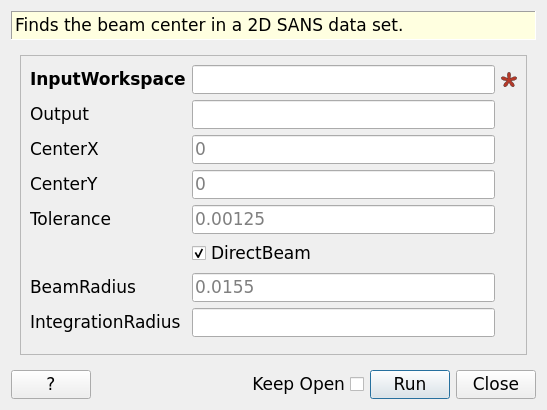 Finds the beam center in a 2D SANS data set.
InputWorkspace
Output
CenterX 0
CenterY 0
Tolerance 0.00125
DirectBeam
BeamRadius 0.0155
IntegrationRadius
? Keep Open Run Close